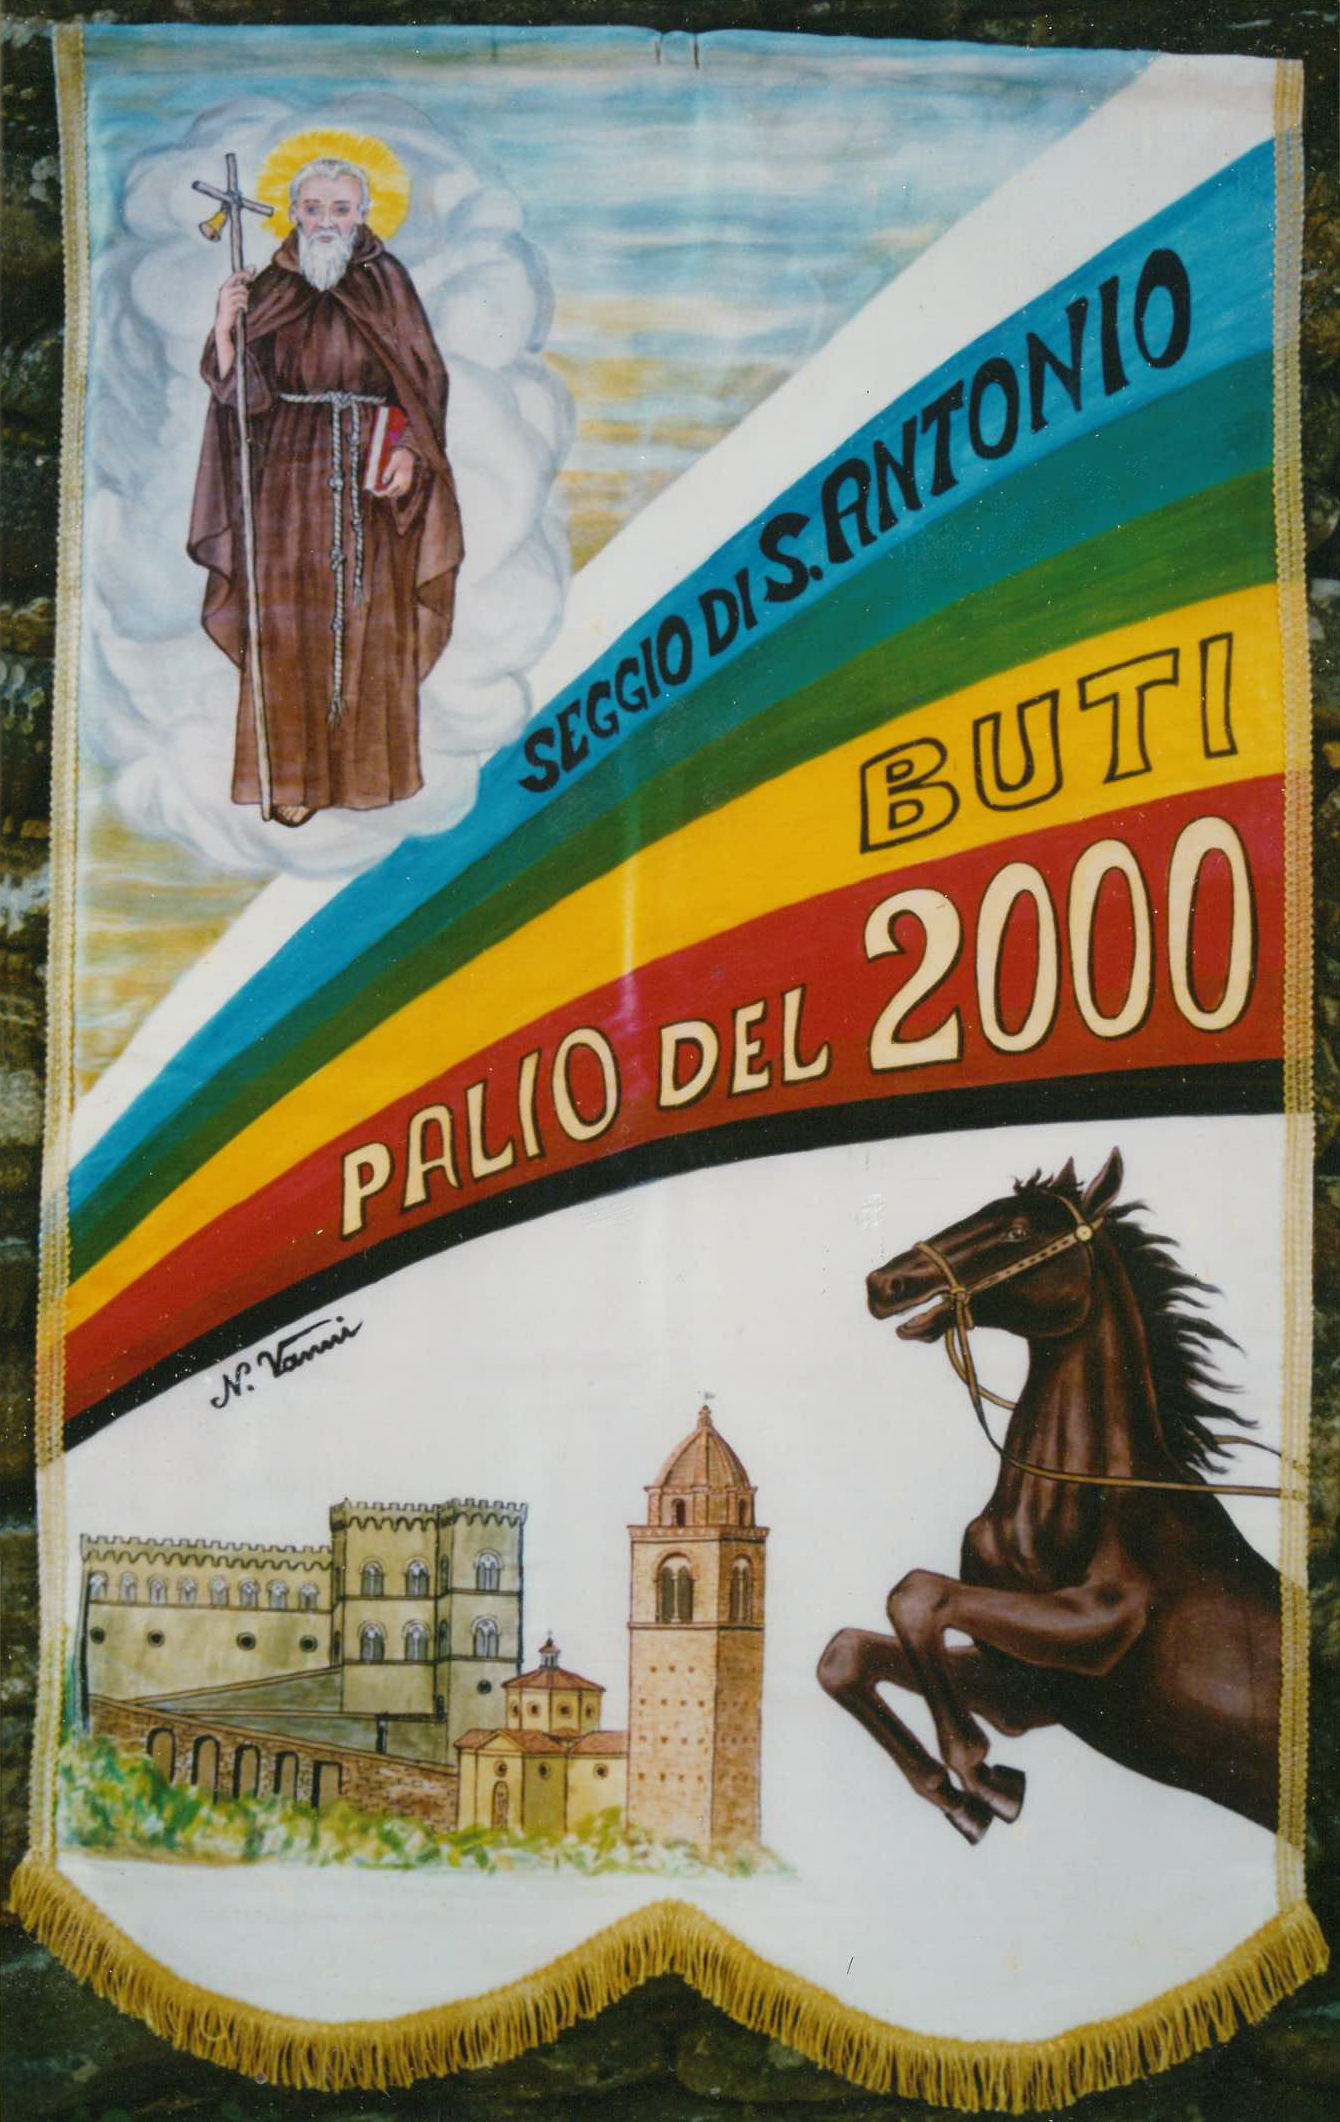 SEGGIO DI S. ANTONIO
BUTI
PALIO DEL 2000
N. Vanni